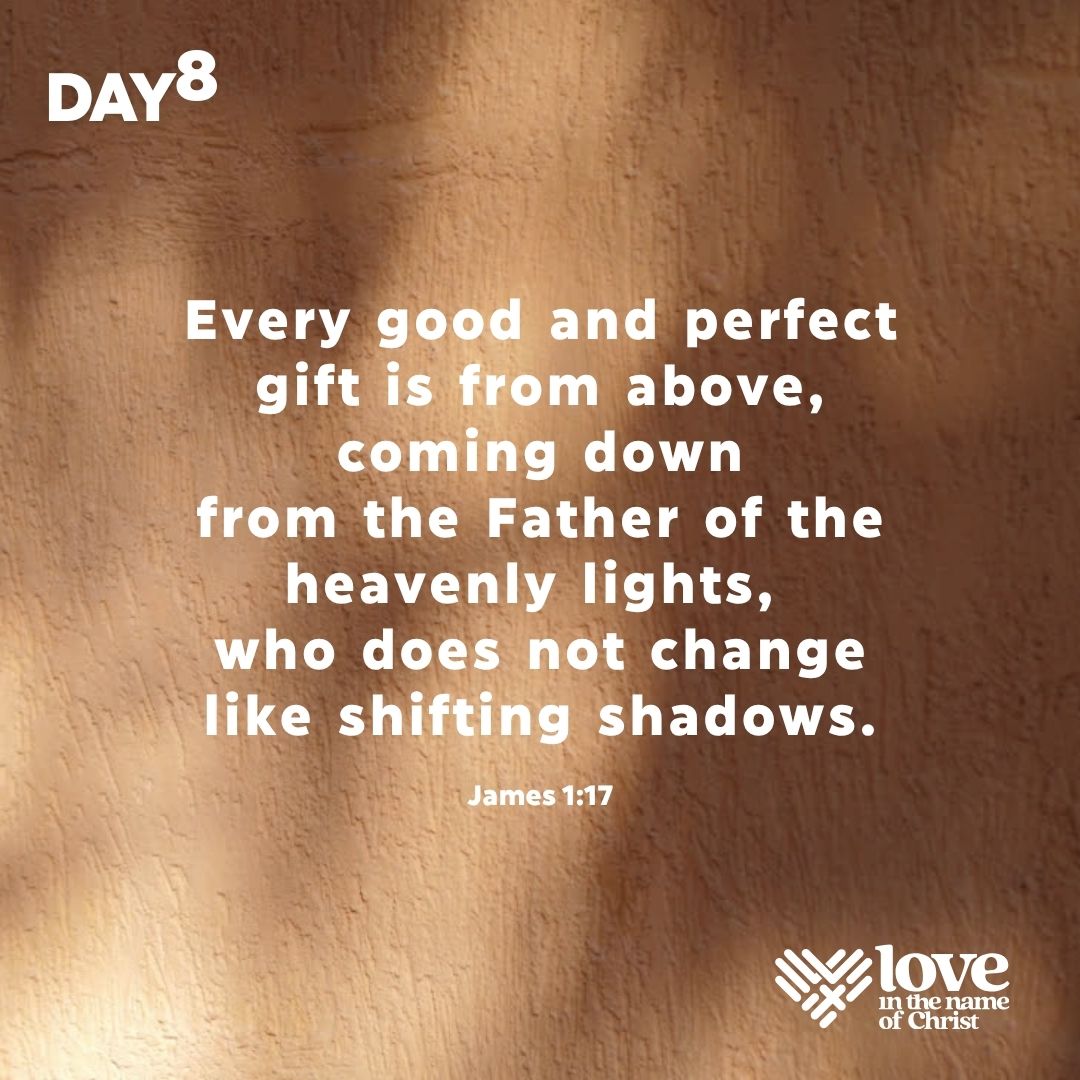 DAY8
Every good and perfect
gift is from above,
coming down
from the Father of the
heavenly lights,
who does not change
like shifting shadows.
James 1:17
love
in the name
of Christ